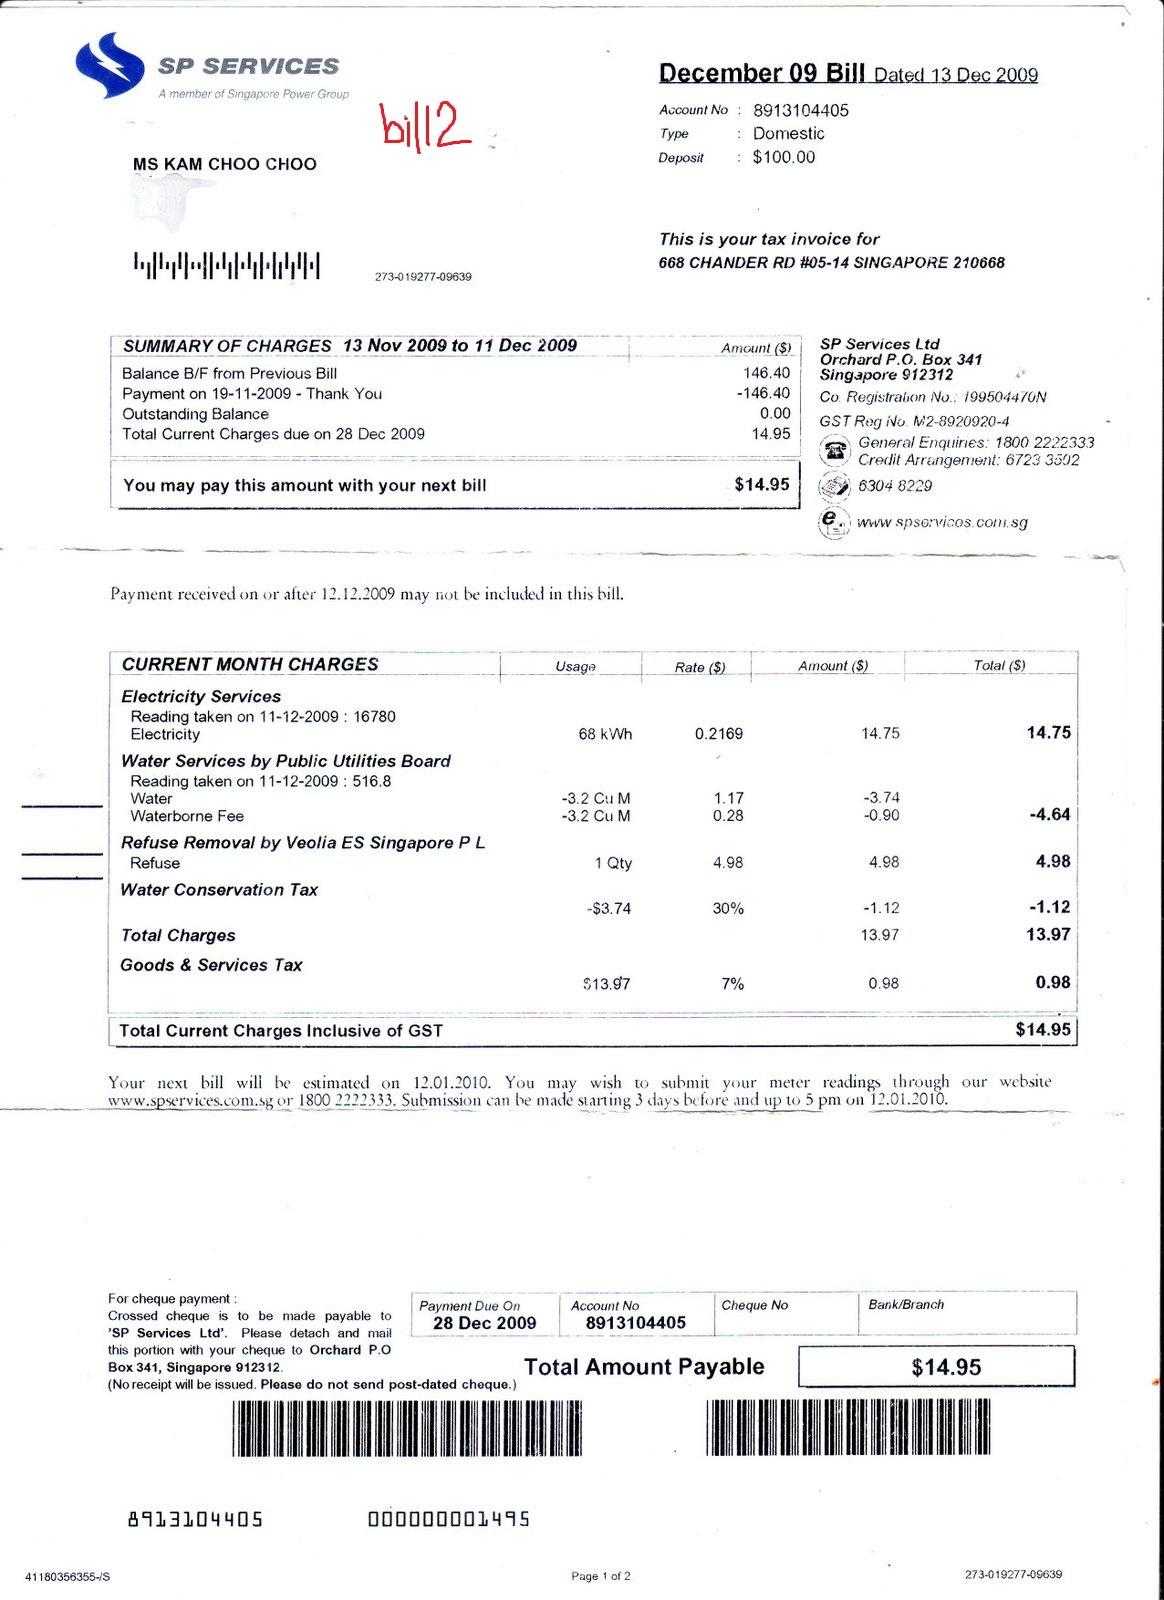 SP SERVICES
A member of Singapore Power Group
bill2
MS KAM CHOO CHOO
273-019277-09639
December 09 Bill Dated 13 Dec 2009
Account No : 8913104405
Type : Domestic
Deposit : $100.00
This is your tax invoice for
668 CHANDER RD #05-14 SINGAPORE 210668
SUMMARY OF CHARGES 13 Nov 2009 to 11 Dec 2009 Amount ($)
Balance B/F from Previous Bill 146.40
Payment on 19-11-2009 - Thank You -146.40
Outstanding Balance 0.00
Total Current Charges due on 28 Dec 2009 14.95
You may pay this amount with your next bill $14.95
SP Services Ltd
Orchard P.O. Box 341
Singapore 912312
Co. Registration No.: 199504470N
GST Reg No. M2-8920920-4
General Enquiries: 1800 2222333
Credit Arrangement: 6723 3502
6304 8229
www.spservices.com.sg
Payment received on or after 12.12.2009 may not be included in this bill.
CURRENT MONTH CHARGES Usage Rate ($) Amount ($) Total ($)
Electricity Services
Reading taken on 11-12-2009 : 16780
Electricity 68 kWh 0.2169 14.75 14.75
Water Services by Public Utilities Board
Reading taken on 11-12-2009 : 516.8
Water -3.2 Cu M 1.17 -3.74
Waterborne Fee -3.2 Cu M 0.28 -0.90 -4.64
Refuse Removal by Veolia ES Singapore P L
Refuse 1 Qty 4.98 4.98 4.98
Water Conservation Tax
-$3.74 30% -1.12 -1.12
Total Charges 13.97 13.97
Goods & Services Tax
$13.97 7% 0.98 0.98
Total Current Charges Inclusive of GST $14.95
Your next bill will be estimated on 12.01.2010. You may wish to submit your meter readings through our website
www.spservices.com.sg or 1800 2222333. Submission can be made starting 3 days before and up to 5 pm on 12.01.2010.
For cheque payment :
Crossed cheque is to be made payable to
'SP Services Ltd'. Please detach and mail
this portion with your cheque to Orchard P.O
Box 341, Singapore 912312.
(No receipt will be issued. Please do not send post-dated cheque.)
Payment Due On Account No Cheque No Bank/Branch
28 Dec 2009 8913104405
Total Amount Payable $14.95
8913104405 000000001495
41180356355-/S Page 1 of 2 273-019277-09639